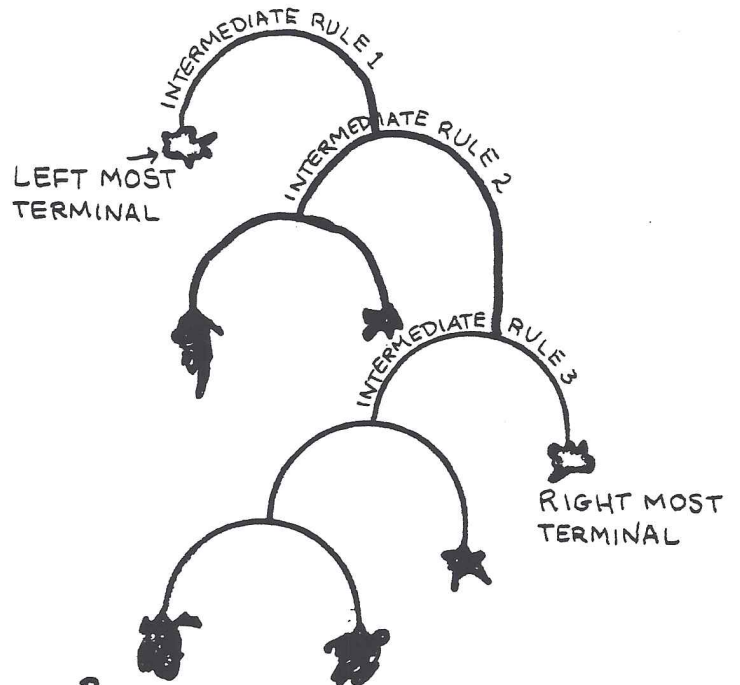 INTERMEDIATE RULE 1
INTERMEDIATE RULE 2
LEFT MOST
TERMINAL
INTERMEDIATE RULE 3
RIGHT MOST
TERMINAL